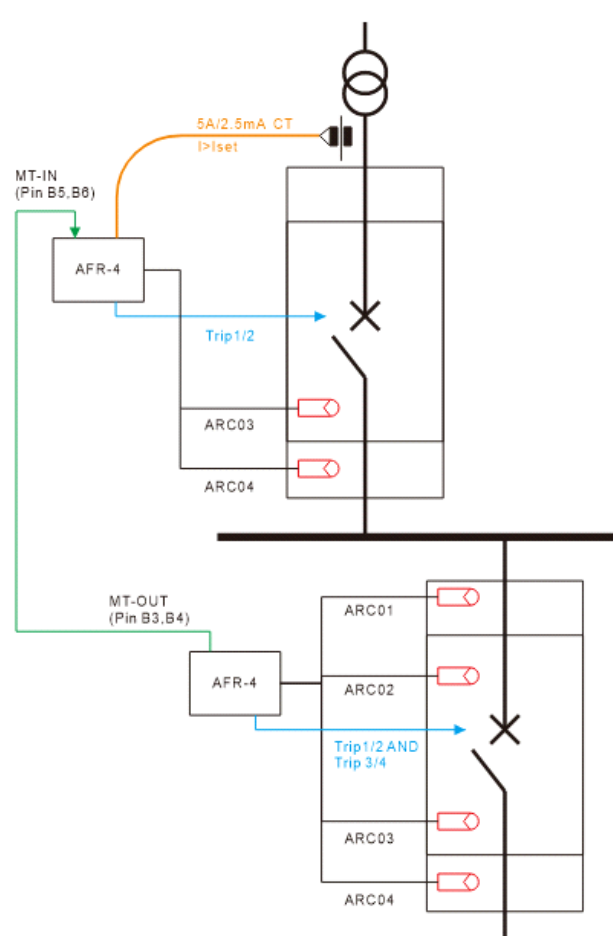 5A/2.5mA CT
I>Iset
MT-IN
(Pin B5,B6)
AFR-4
Trip1/2
ARC03
ARC04
MT-OUT
(Pin B3,B4)
ARC01
AFR-4
ARC02
Trip1/2 AND
Trip 3/4
ARC03
ARC04